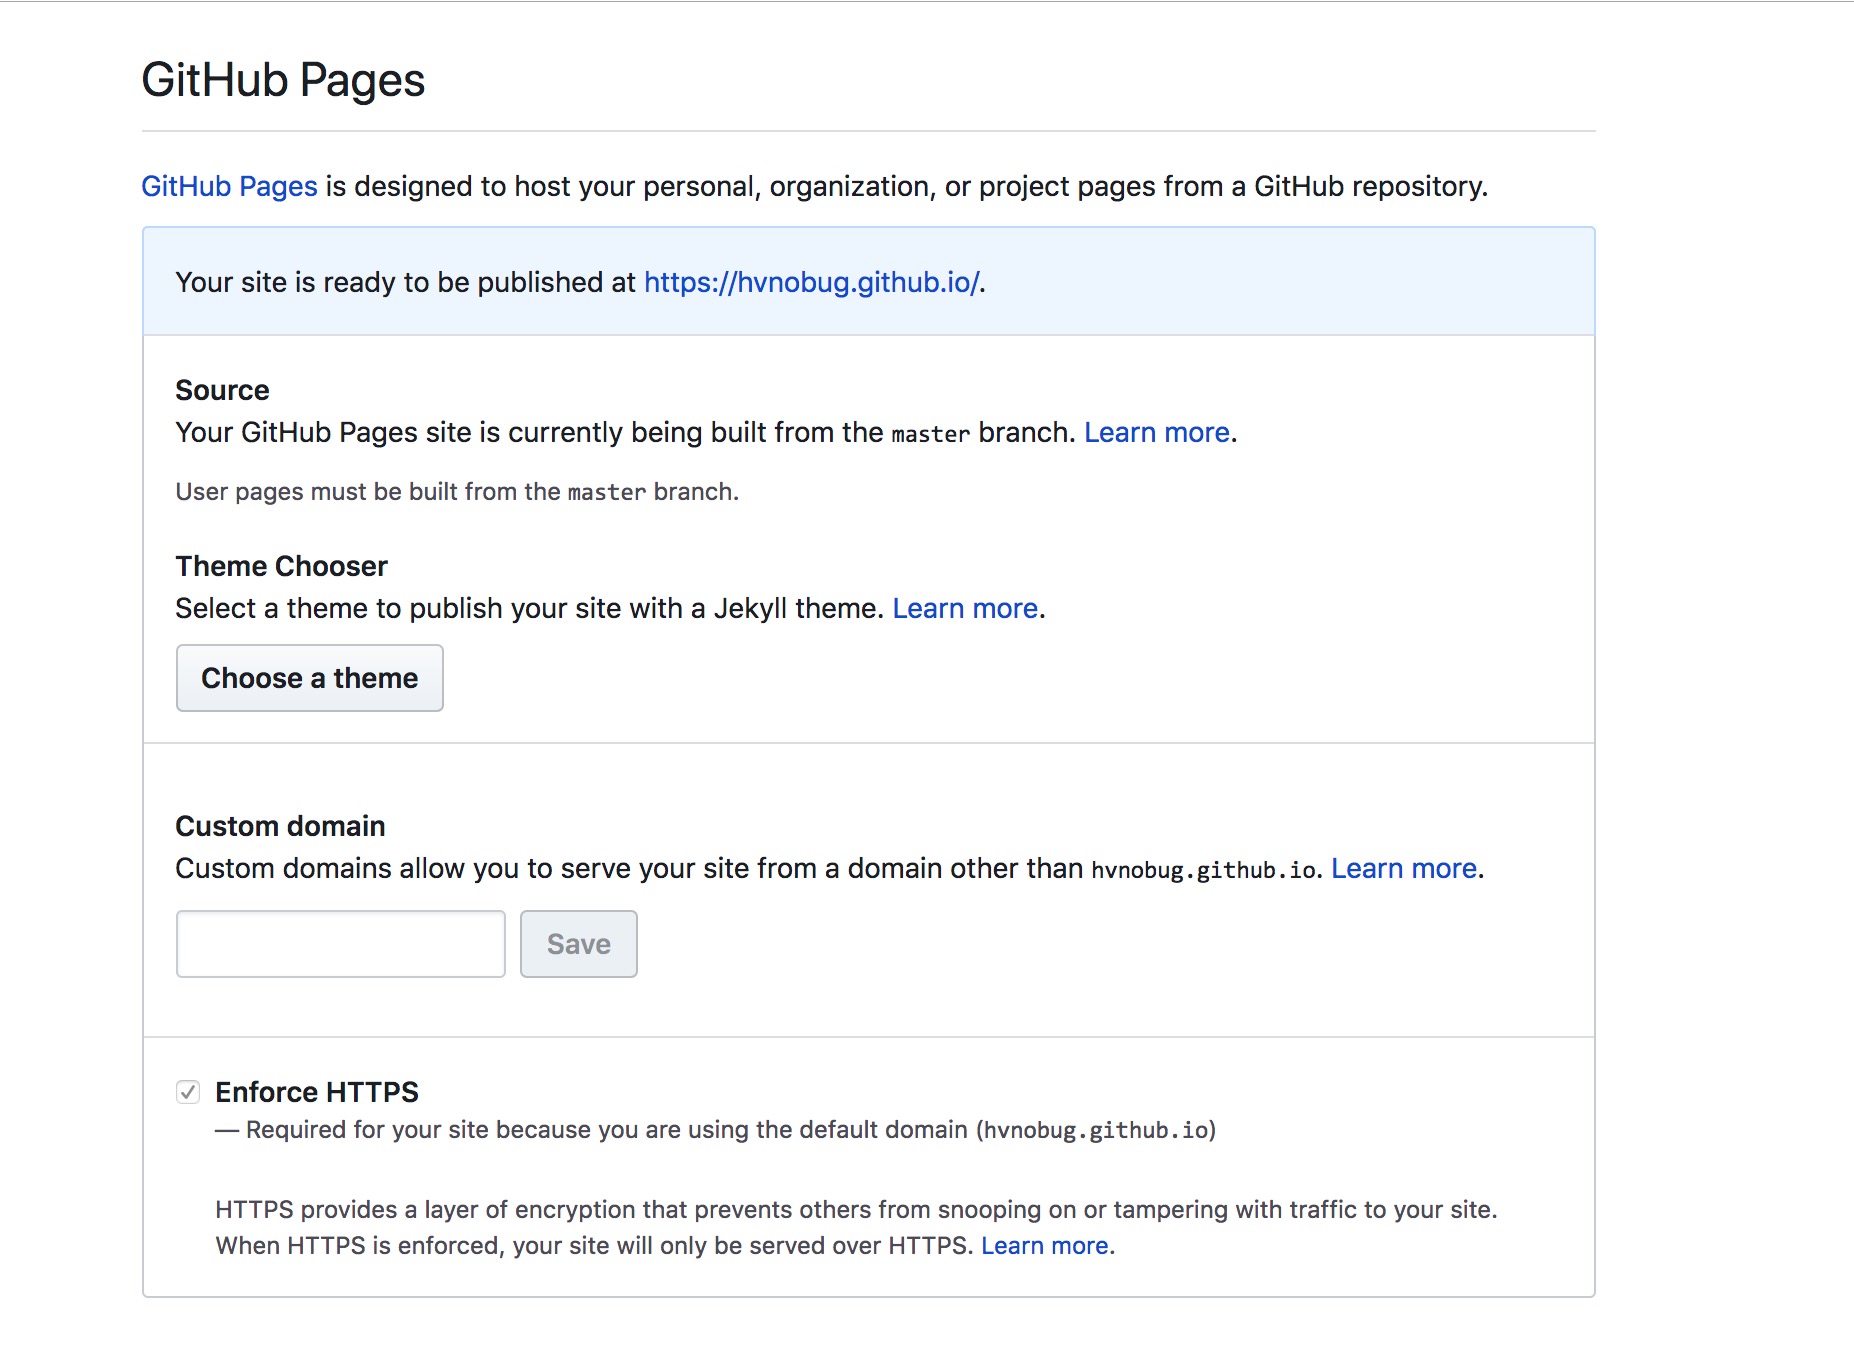 GitHub Pages
GitHub Pages is designed to host your personal, organization, or project pages from a GitHub repository.
Your site is ready to be published at https://hvnobug.github.io/.
Source
Your GitHub Pages site is currently being built from the master branch. Learn more.
User pages must be built from the master branch.
Theme Chooser
Select a theme to publish your site with a Jekyll theme. Learn more.
Choose a theme
Custom domain
Custom domains allow you to serve your site from a domain other than hvnobug.github.io. Learn more.
Save
Enforce HTTPS
— Required for your site because you are using the default domain (hvnobug.github.io)
HTTPS provides a layer of encryption that prevents others from snooping on or tampering with traffic to your site.
When HTTPS is enforced, your site will only be served over HTTPS. Learn more.